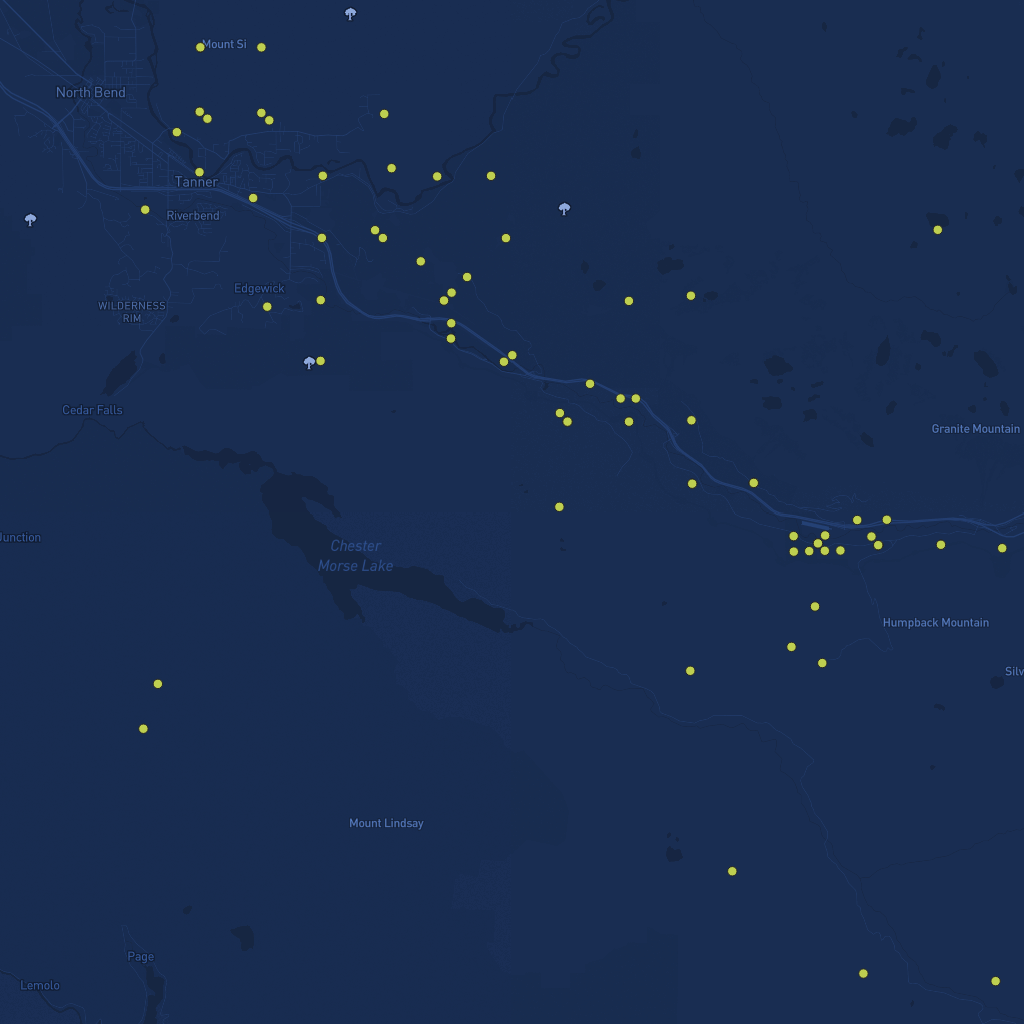 Mount Si
North Bend
Tanner
Riverbend
Edgewick
WILDERNESS
RIM
Cedar Falls
Granite Mountain
Junction
Chester
Morse Lake
Humpback Mountain
Silv
Mount Lindsay
Page
Lemolo